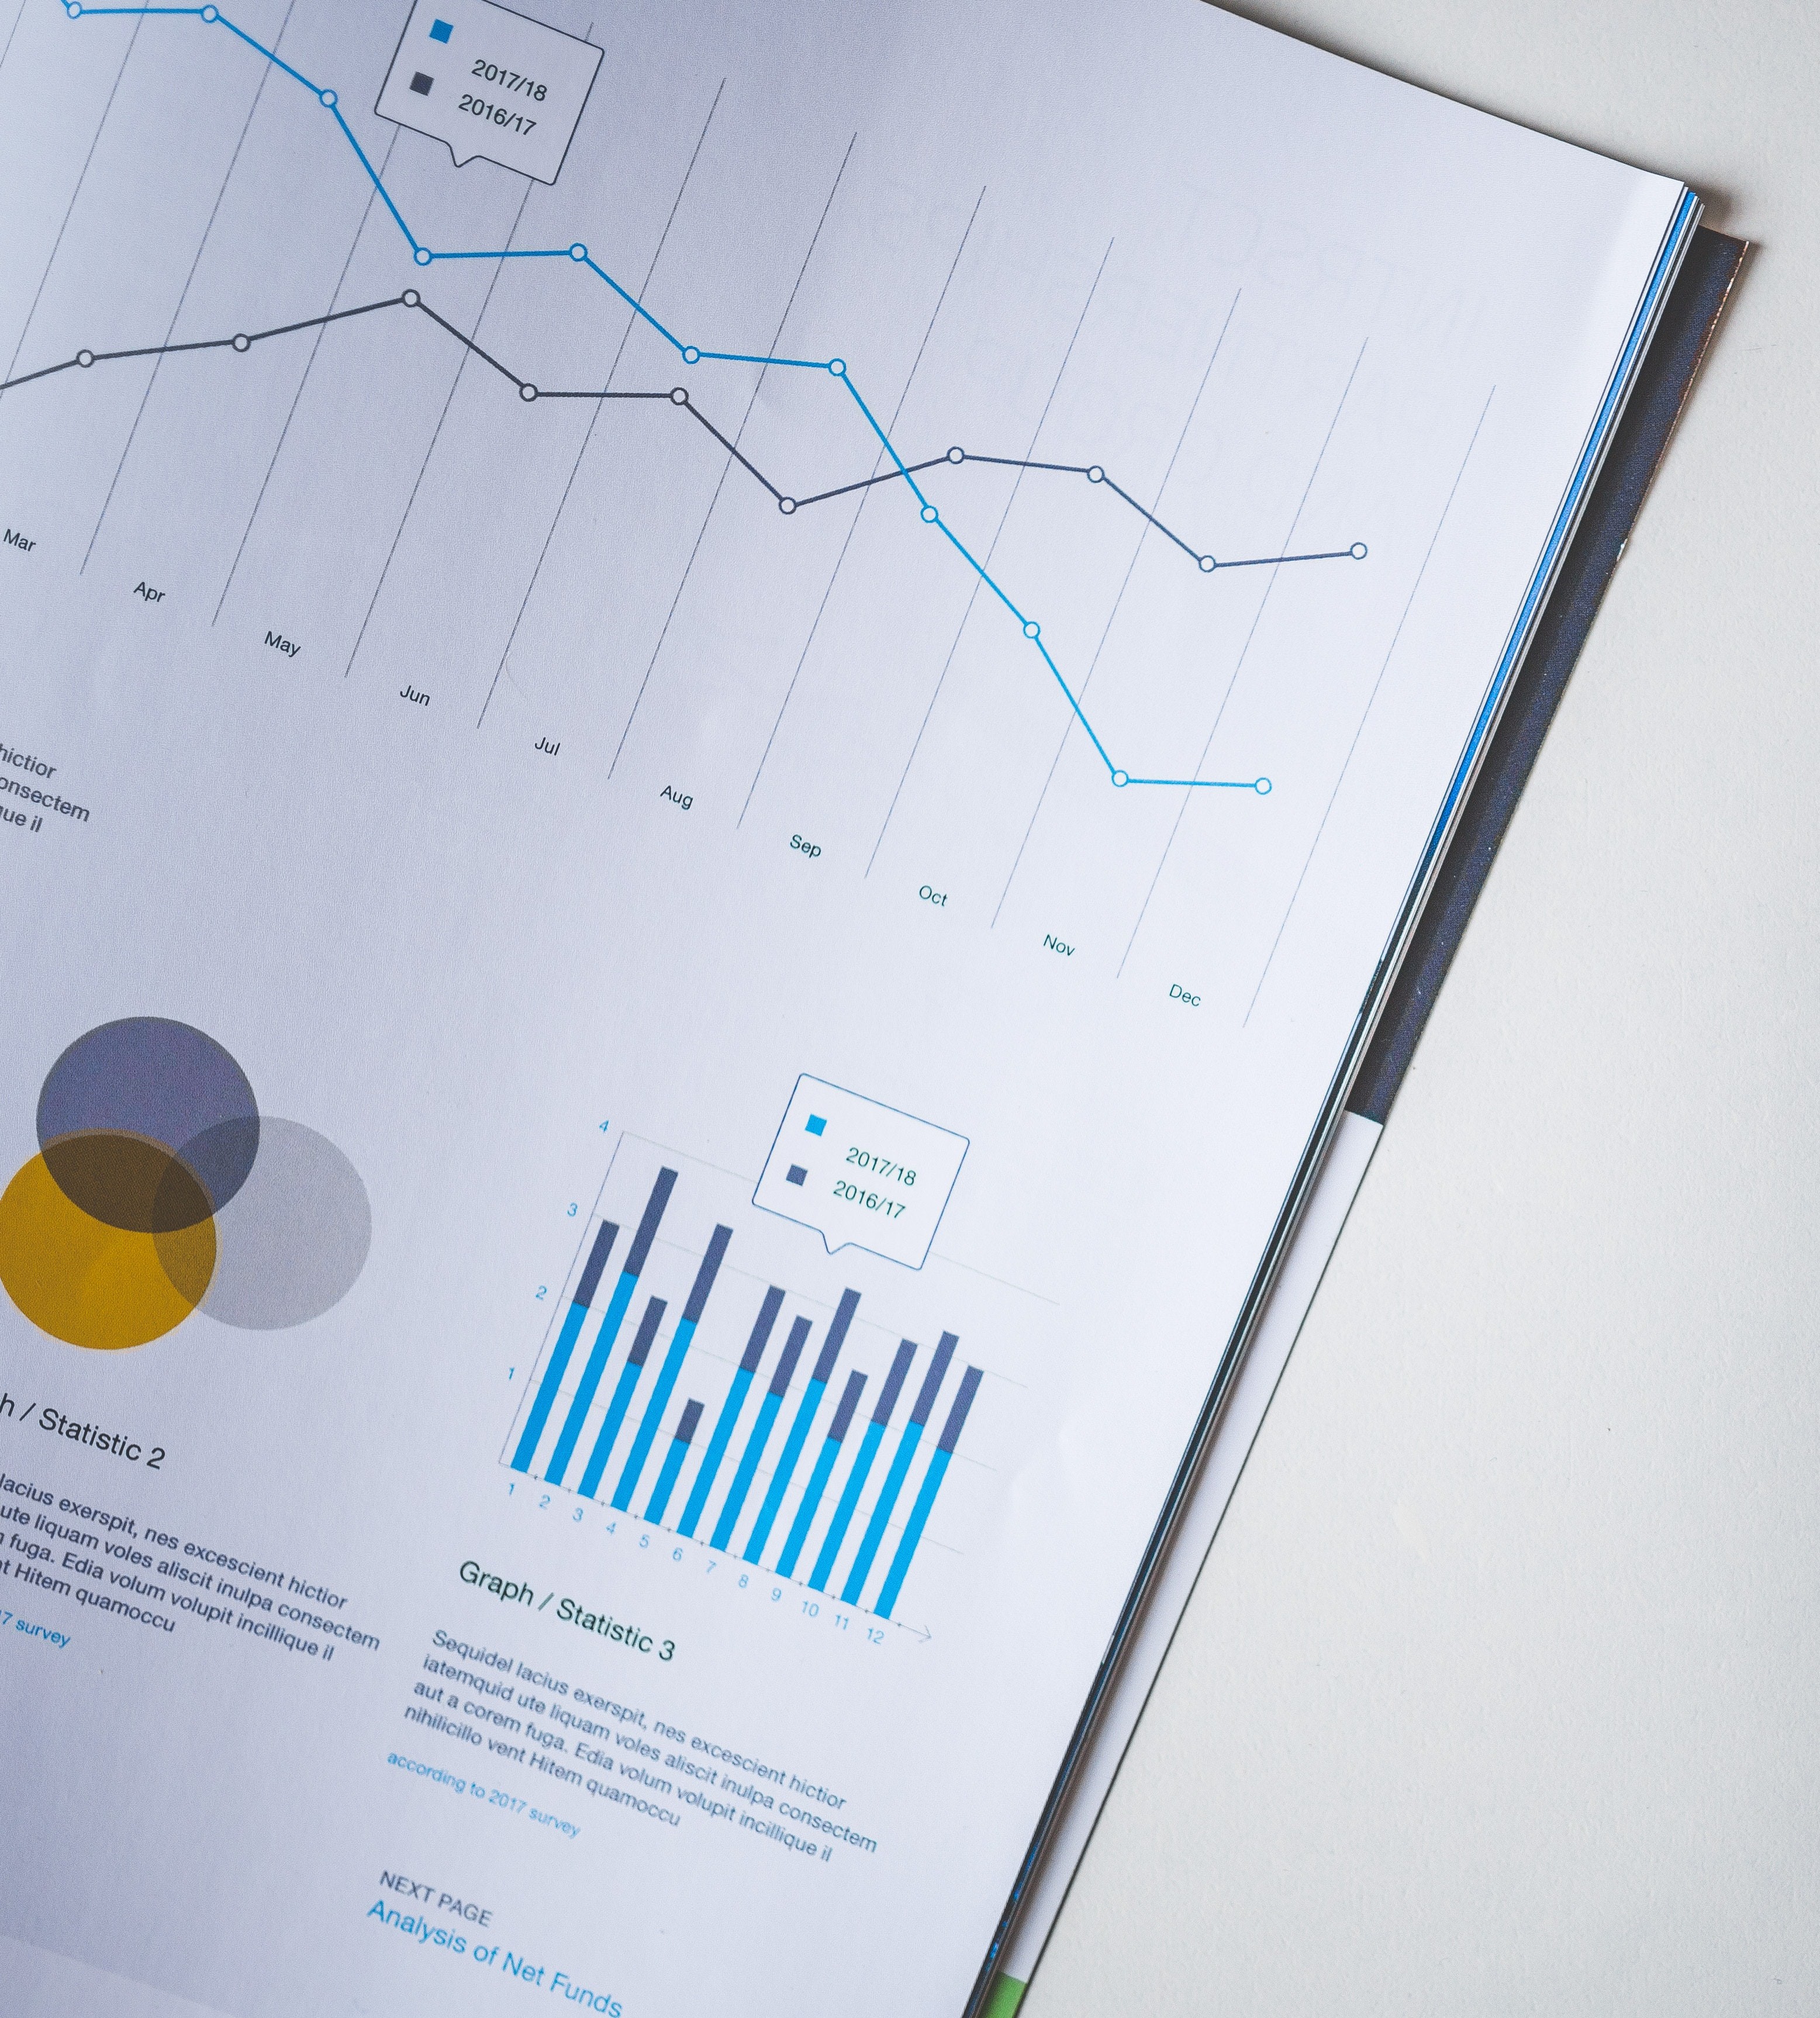 2017/18
2016/17
Mar
Apr
May
Jun
Jul
Aug
Sep
Oct
Nov
Dec
hictior
onsectem
que il
/ Statistic 2
lacius exerspit, nes excescient hictior
ute liquam voles aliscit inulpa consectem
fuga. Edia volum volupit incillique il
Hitem quamoccu
7 survey
2017/18
2016/17
4
3
2
1
1 2 3 4 5 6 7 8 9 10 11 12
Graph / Statistic 3
Sequidel lacius exerspit, nes excescient hictior
iatemquid ute liquam voles aliscit inulpa consectem
aut a corem fuga. Edia volum volupit incillique il
nihilicillo vent Hitem quamoccu
according to 2017 survey
NEXT PAGE
Analysis of Net Funds